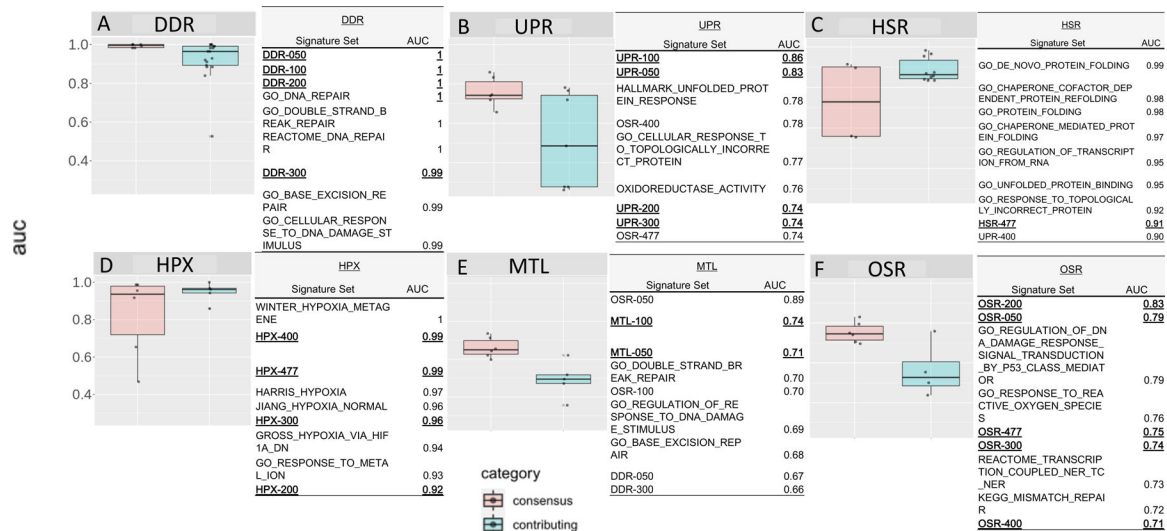 A DDR
auc
1.0
0.8
0.6
0.4
DDR
Signature Set AUC
DDR-050 1
DDR-100 1
DDR-200 1
GO_DNA_REPAIR 1
GO_DOUBLE_STRAND_B
REAK_REPAIR 1
REACTOME_DNA_REPAI
R 1
DDR-300 0.99
GO_BASE_EXCISION_RE
PAIR 0.99
GO_CELLULAR_RESPON
SE_TO_DNA_DAMAGE_ST
IMULUS 0.99
B UPR
UPR
Signature Set AUC
UPR-100 0.86
UPR-050 0.83
HALLMARK_UNFOLDED_PROT
EIN_RESPONSE 0.78
OSR-400 0.78
GO_CELLULAR_RESPONSE_T
O_TOPOLOGICALLY_INCORRE
CT_PROTEIN 0.77
OXIDOREDUCTASE_ACTIVITY 0.76
UPR-200 0.74
UPR-300 0.74
OSR-477 0.74
C HSR
HSR
Signature Set AUC
GO_DE_NOVO_PROTEIN_FOLDING 0.99
GO_CHAPERONE_COFACTOR_DEP
ENDENT_PROTEIN_REFOLDING 0.98
GO_PROTEIN_FOLDING 0.98
GO_CHAPERONE_MEDIATED_PROT
EIN_FOLDING 0.97
GO_REGULATION_OF_TRANSCRIPT
ION_FROM_RNA 0.95
GO_UNFOLDED_PROTEIN_BINDING 0.95
GO_RESPONSE_TO_TOPOLOGICA
LLY_INCORRECT_PROTEIN 0.92
HSR-477 0.91
UPR-400 0.90
D HPX
1.0
0.8
0.6
0.4
HPX
Signature Set AUC
WINTER_HYPOXIA_METAG
ENE 1
HPX-400 0.99
HPX-477 0.99
HARRIS_HYPOXIA 0.97
JIANG_HYPOXIA_NORMAL 0.96
HPX-300 0.96
GROSS_HYPOXIA_VIA_HIF
1A_DN 0.94
GO_RESPONSE_TO_META
L_ION 0.93
HPX-200 0.92
E MTL
MTL
Signature Set AUC
OSR-050 0.89
MTL-100 0.74
MTL-050 0.71
GO_DOUBLE_STRAND_BR
EAK_REPAIR 0.70
OSR-100 0.70
GO_REGULATION_OF_RE
SPONSE_TO_DNA_DAMAG
E_STIMULUS 0.69
GO_BASE_EXCISION_REP
AIR 0.68
DDR-050 0.67
DDR-300 0.66
F OSR
OSR
Signature Set AUC
OSR-200 0.83
OSR-050 0.79
GO_REGULATION_OF_DN
A_DAMAGE_RESPONSE_
SIGNAL_TRANSDUCTION
_BY_P53_CLASS_MEDIAT
OR 0.79
GO_RESPONSE_TO_REA
CTIVE_OXYGEN_SPECIE
S 0.76
OSR-477 0.75
OSR-300 0.74
REACTOME_TRANSCRIP
TION_COUPLED_NER_TC
_NER 0.73
KEGG_MISMATCH_REPAI
R 0.72
OSR-400 0.71
category
consensus
contributing